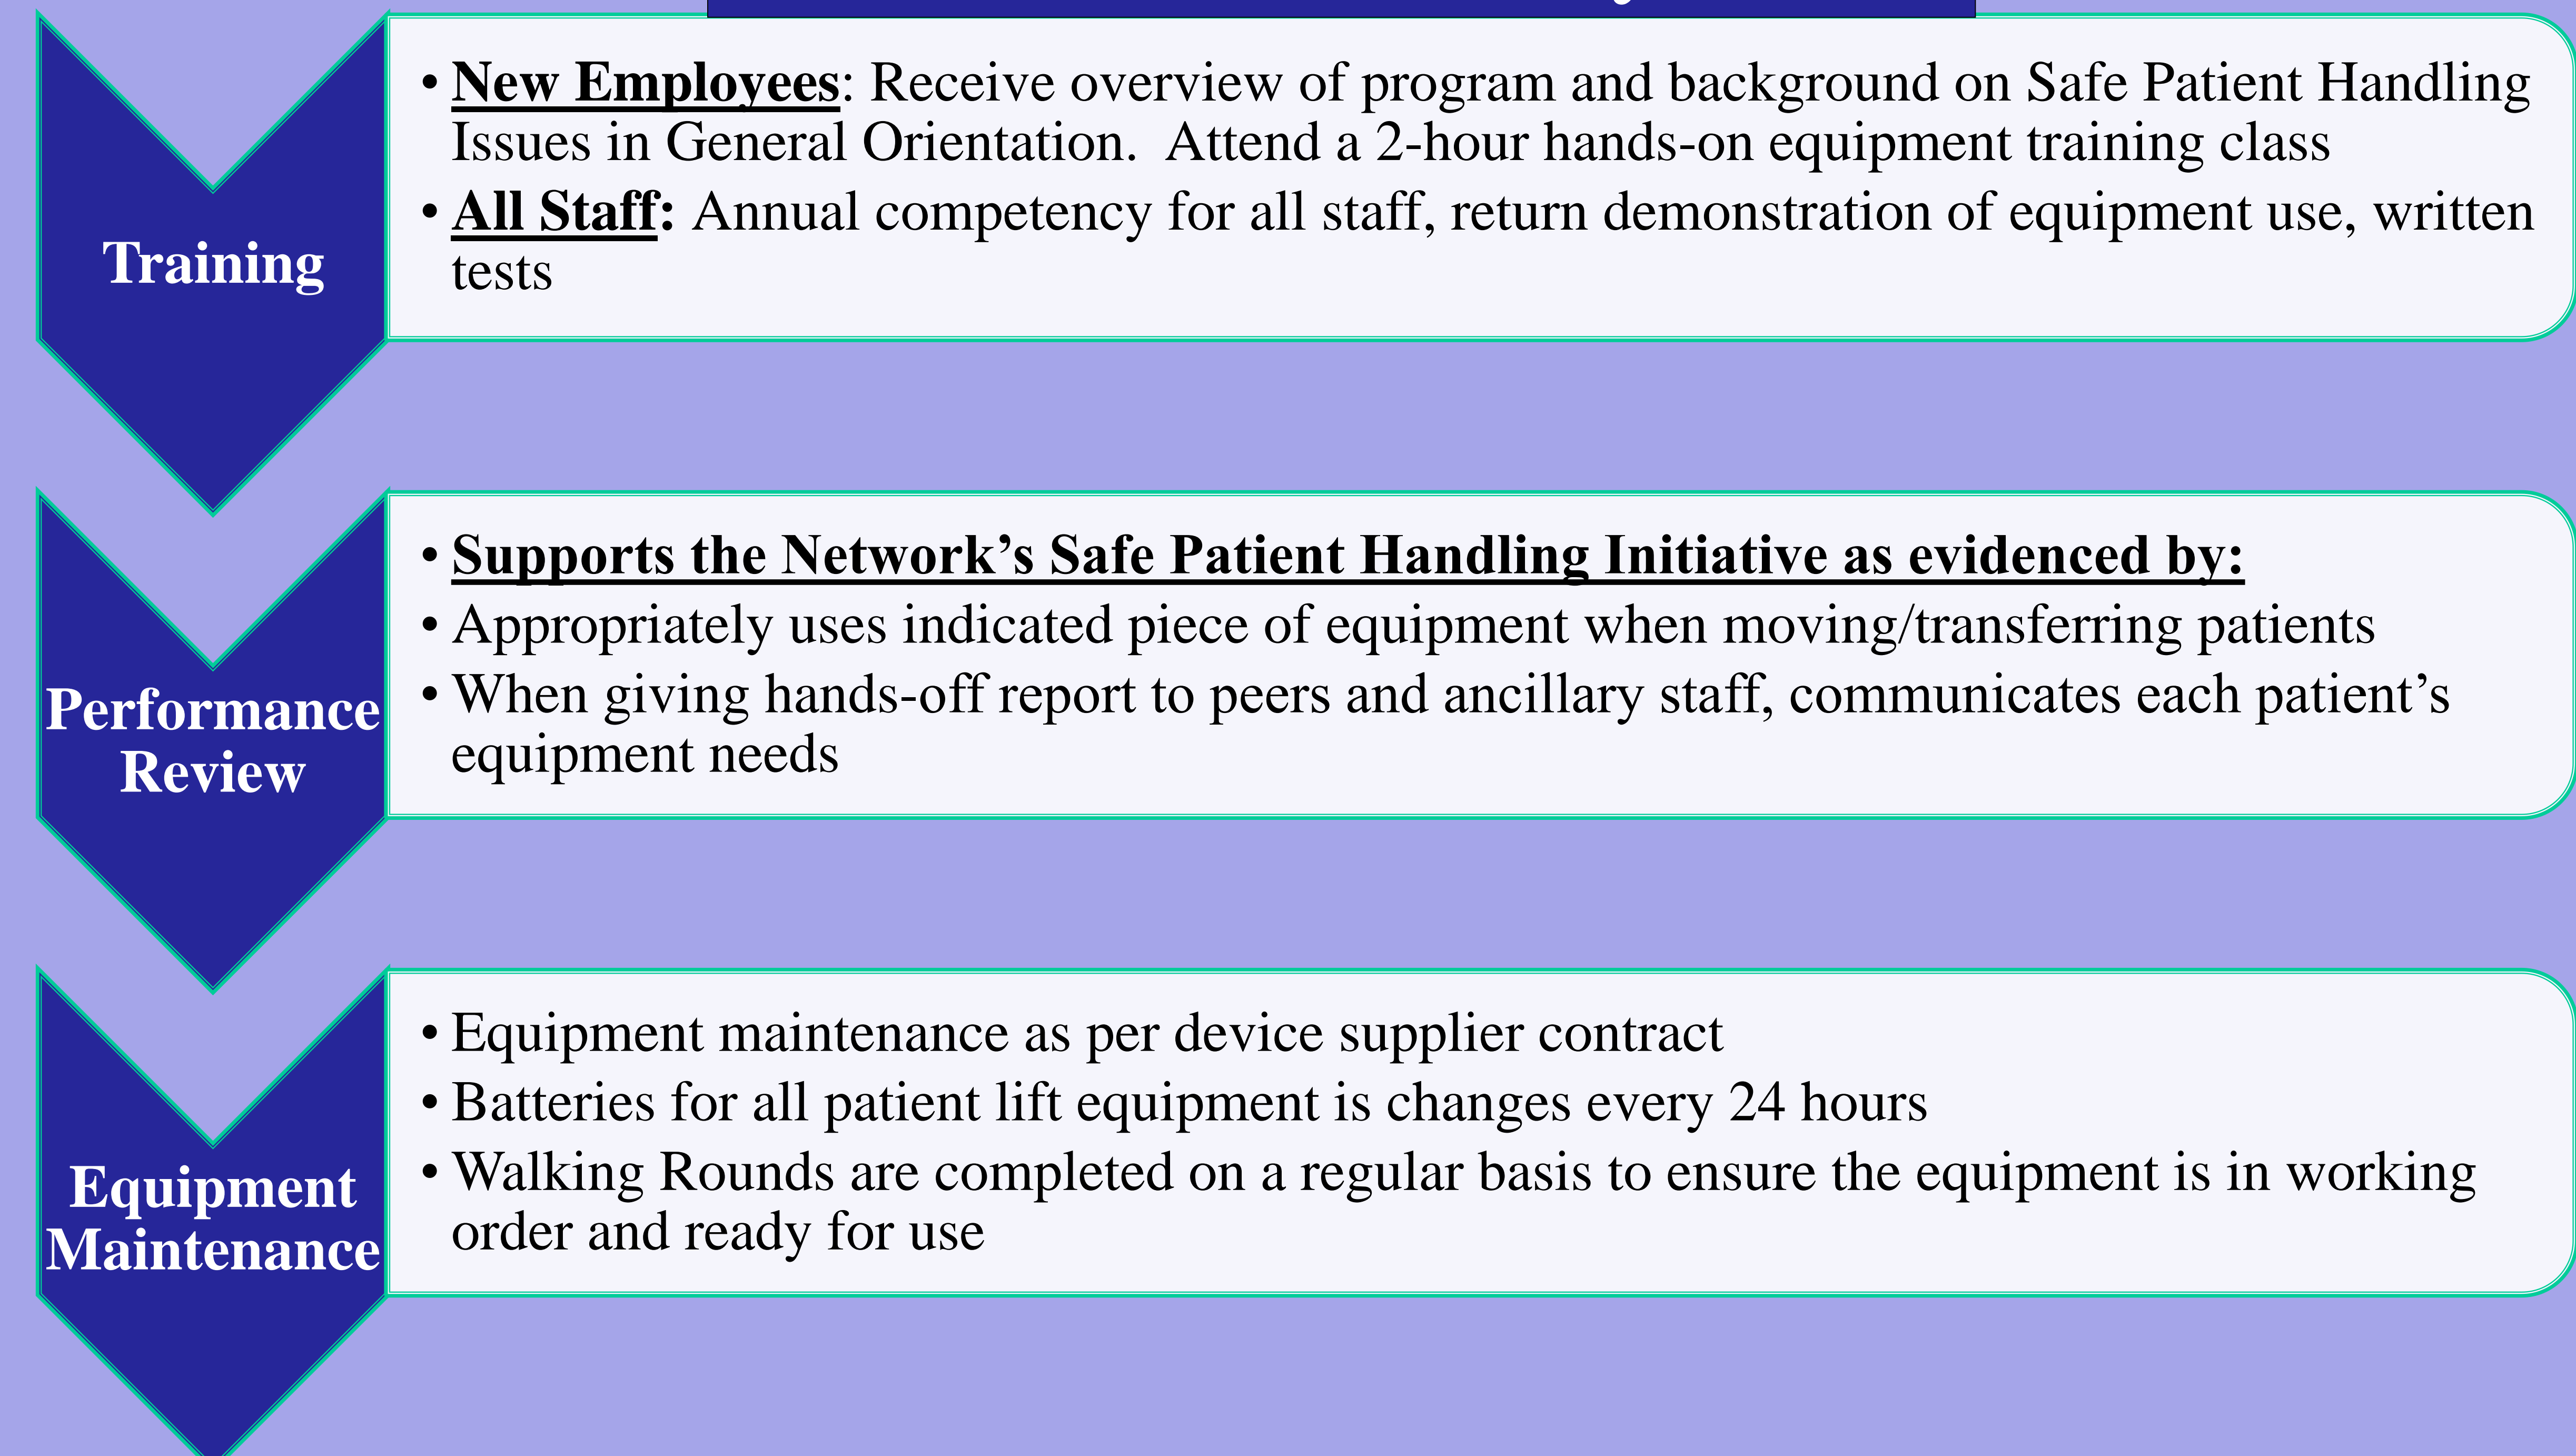 Training
• New Employees: Receive overview of program and background on Safe Patient Handling
Issues in General Orientation.  Attend a 2-hour hands-on equipment training class
• All Staff: Annual competency for all staff, return demonstration of equipment use, written
tests
Performance
Review
• Supports the Network’s Safe Patient Handling Initiative as evidenced by:
• Appropriately uses indicated piece of equipment when moving/transferring patients
• When giving hands-off report to peers and ancillary staff, communicates each patient’s
equipment needs
Equipment
Maintenance
• Equipment maintenance as per device supplier contract
• Batteries for all patient lift equipment is changes every 24 hours
• Walking Rounds are completed on a regular basis to ensure the equipment is in working
order and ready for use